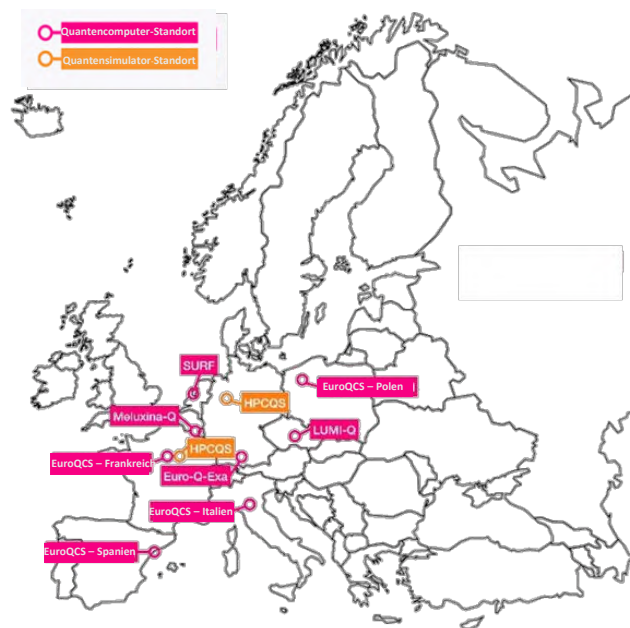 Quantencomputer-Standort
Quantensimulator-Standort
SURF
EuroQCS – Polen
HPCQS
Meluxina-Q
LUMI-Q
HPCQS
EuroQCS – Frankreich
Euro-Q-Exa
EuroQCS – Italien
EuroQCS – Spanien